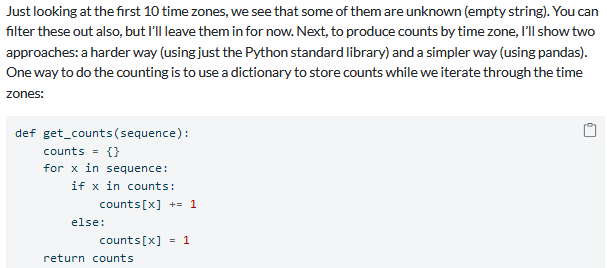 Just looking at the first 10 time zones, we see that some of them are unknown (empty string). You can
filter these out also, but I'll leave them in for now. Next, to produce counts by time zone, I'll show two
approaches: a harder way (using just the Python standard library) and a simpler way (using pandas).
One way to do the counting is to use a dictionary to store counts while we iterate through the time
zones:
def get_counts(sequence):
    counts = {}
    for x in sequence:
        if x in counts:
            counts[x] += 1
        else:
            counts[x] = 1
    return counts